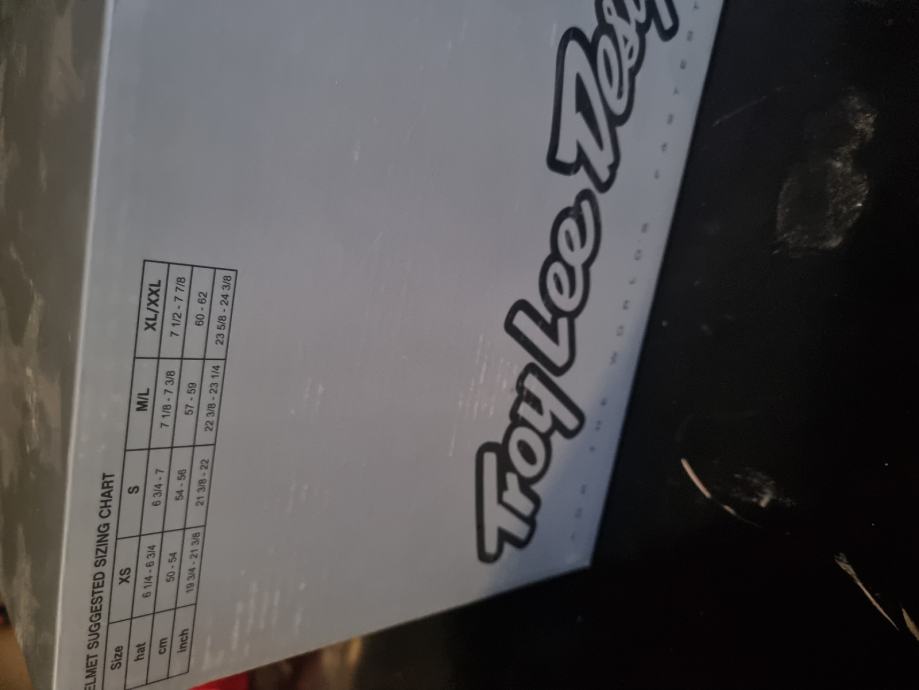 ELMET SUGGESTED SIZING CHART
Size XS S M/L XL/XXL
hat 6 1/4 - 6 3/4 6 3/4 - 7 7 1/8 - 7 3/8 7 1/2 - 7 7/8
cm 50 - 54 54 - 56 57 - 59 60 - 62
inch 19 3/4 - 21 3/8 21 3/8 - 22 22 3/8 - 23 1/4 23 5/8 - 24 3/8
Troy Lee Desig